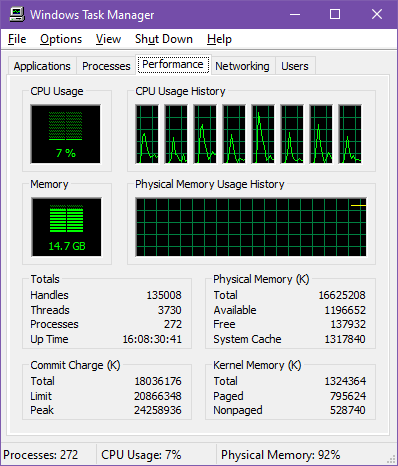 Windows Task Manager
File Options View Shut Down Help
Applications Processes Performance Networking Users
CPU Usage CPU Usage History
7 %
Memory Physical Memory Usage History
14.7 GB
Totals Physical Memory (K)
Handles 135008 Total 16625208
Threads 3730 Available 1196652
Processes 272 Free 137932
Up Time 16:08:30:41 System Cache 1317840
Commit Charge (K) Kernel Memory (K)
Total 18036176 Total 1324364
Limit 20866348 Paged 795624
Peak 24258936 Nonpaged 528740
Processes: 272 CPU Usage: 7% Physical Memory: 92%